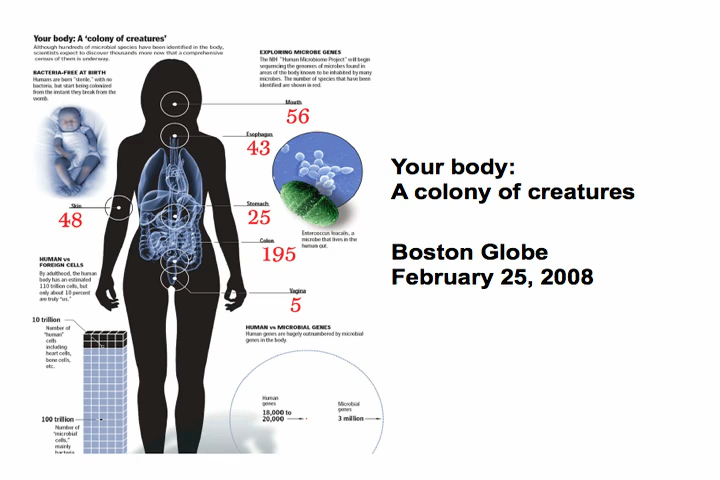 Your body: A 'colony of creatures'
Although hundreds of microbial species have been identified in the body,
scientists expect to discover thousands more now that a comprehensive
census of them is underway.
BACTERIA-FREE AT BIRTH
Humans are born "sterile," with no
bacteria, but start being colonized
from the instant they break from the
womb.
EXPLORING MICROBE GENES
The NIH "Human Microbiome Project" will begin
sequencing the genomes of microbes found in
areas of the body known to be inhabited by many
microbes. The number of species that have been
identified are shown in red.
Mouth
56
Esophagus
43
Skin
48
Stomach
25
Colon
195
Vagina
5
Enterococcus feacalis, a
microbe that lives in the
human gut.
HUMAN vs
FOREIGN CELLS
By adulthood, the human
body has an estimated
110 trillion cells, but
only about 10 percent
are truly "us."
10 trillion
Number of
"human"
cells
including
heart cells,
bone cells,
etc.
100 trillion
Number of
"microbial
cells,"
mainly
bacteria
HUMAN vs MICROBIAL GENES
Human genes are hugely outnumbered by microbial
genes in the body.
Human
genes
18,000 to
20,000
Microbial
genes
3 million
Your body:
A colony of creatures
Boston Globe
February 25, 2008